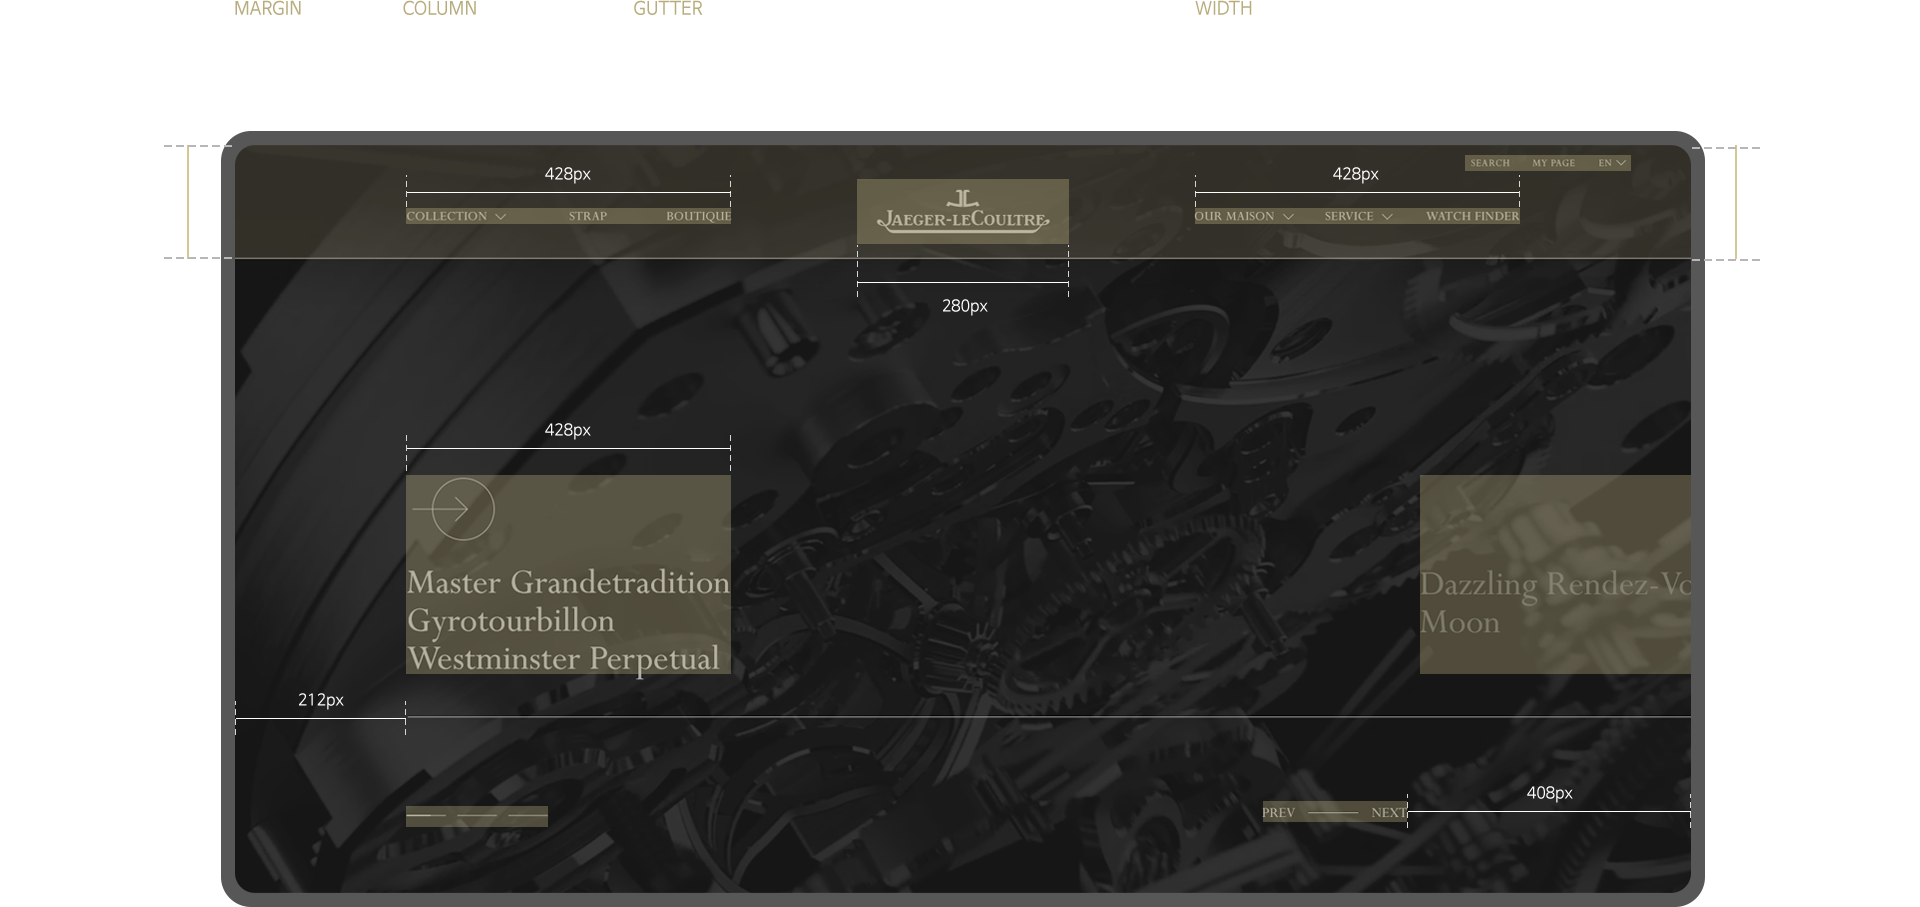 MARGIN COLUMN GUTTER WIDTH
SEARCH MY PAGE EN
428px 428px
COLLECTION STRAP BOUTIQUE JAEGER-LECOULTRE OUR MAISON SERVICE WATCH FINDER
280px
428px
Master Grandetradition
Gyrotourbillon
Westminster Perpetual
Dazzling Rendez-Vo
Moon
212px
408px
PREV NEXT